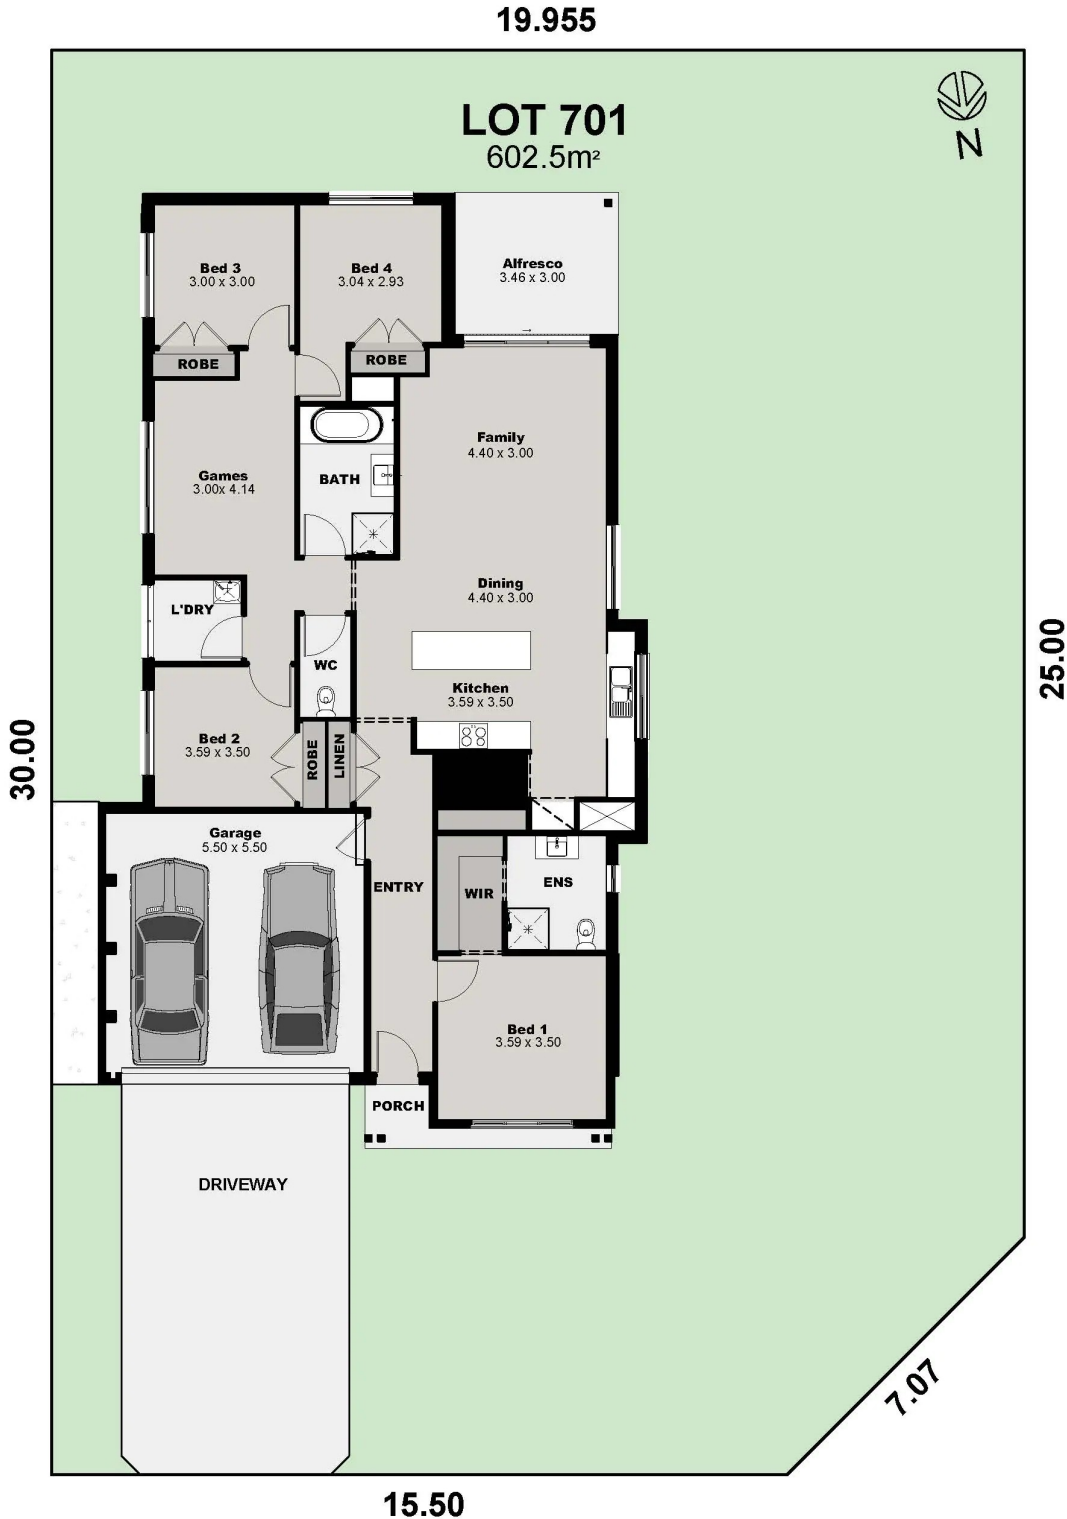 19.955
LOT 701
602.5m²
N
Bed 3
3.00 x 3.00
Bed 4
3.04 x 2.93
Alfresco
3.46 x 3.00
ROBE
ROBE
Family
4.40 x 3.00
Games
3.00x 4.14
BATH
Dining
4.40 x 3.00
L'DRY
WC
Kitchen
3.59 x 3.50
25.00
30.00
Bed 2
3.59 x 3.50
ROBE
LINEN
Garage
5.50 x 5.50
ENTRY
WIR
ENS
Bed 1
3.59 x 3.50
PORCH
DRIVEWAY
7.07
15.50